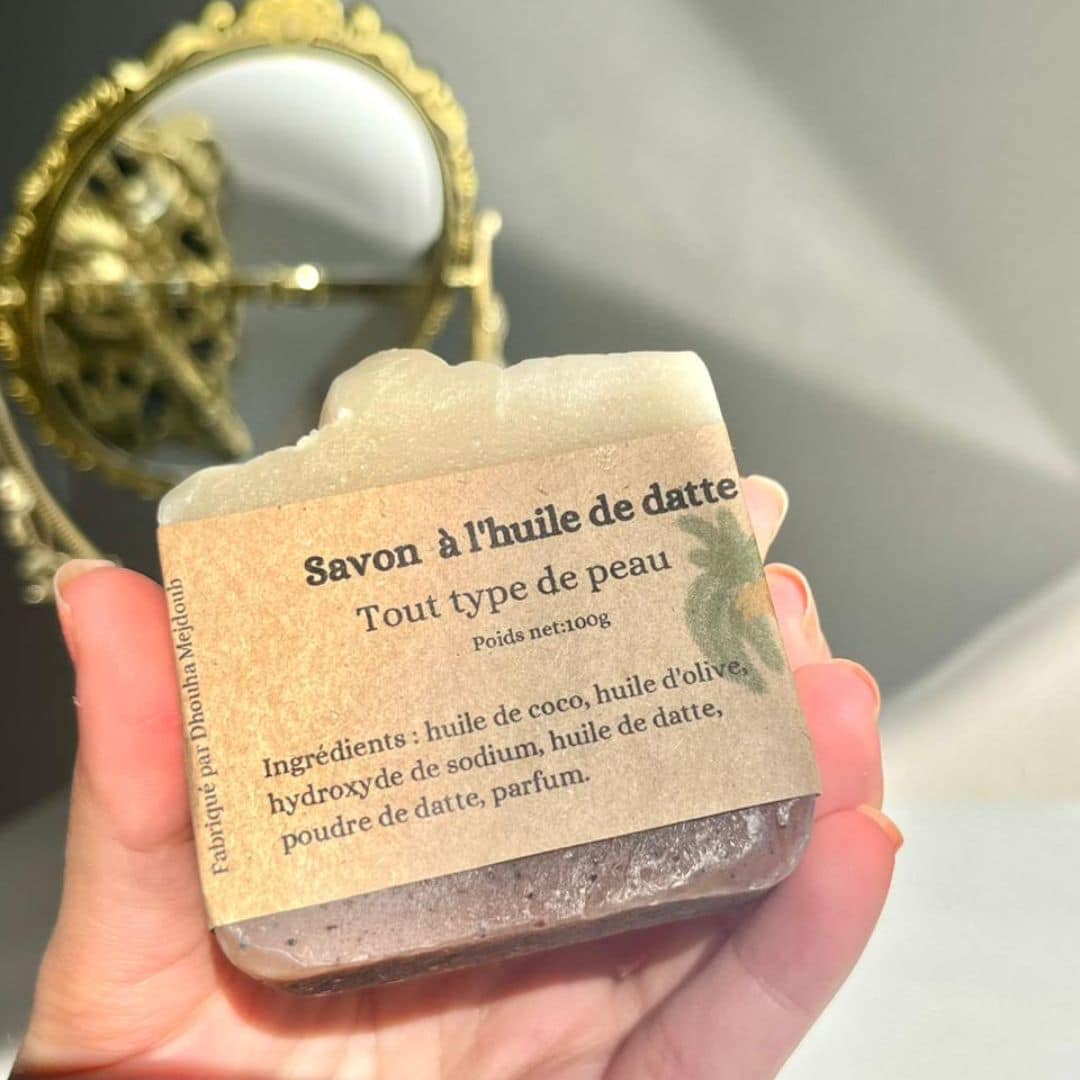 Savon à l'huile de datte
Tout type de peau
Poids net:100g
Ingrédients : huile de coco, huile d'olive,
hydroxyde de sodium, huile de datte,
poudre de datte, parfum.
Fabriqué par Dhouha Mejdoub